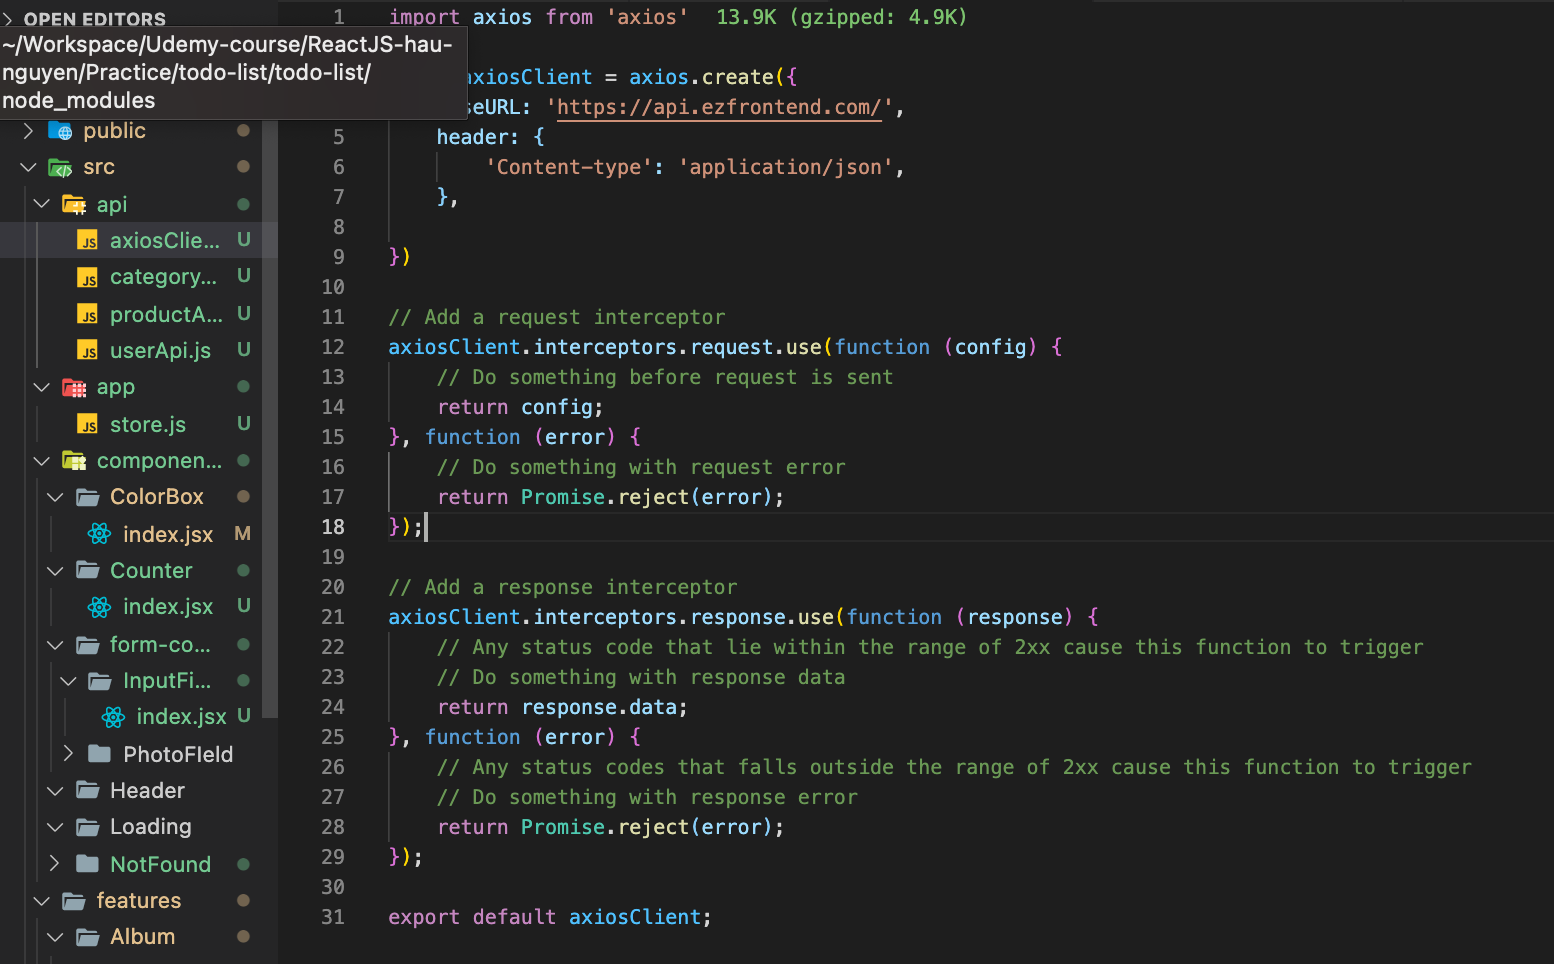 OPEN EDITORS
~/Workspace/Udemy-course/ReactJS-hau-
nguyen/Practice/todo-list/todo-list/
node_modules
public
src
api
axiosClie... U
category... U
productA... U
userApi.js U
app
store.js U
componen...
ColorBox
index.jsx M
Counter
index.jsx U
form-co...
InputFi...
index.jsx U
PhotoFIeld
Header
Loading
NotFound
features
Album
1 import axios from 'axios' 13.9K (gzipped: 4.9K)
axiosClient = axios.create({
seURL: 'https://api.ezfrontend.com/',
5 header: {
6 'Content-type': 'application/json',
7 },
8
9 })
10
11 // Add a request interceptor
12 axiosClient.interceptors.request.use(function (config) {
13 // Do something before request is sent
14 return config;
15 }, function (error) {
16 // Do something with request error
17 return Promise.reject(error);
18 });
19
20 // Add a response interceptor
21 axiosClient.interceptors.response.use(function (response) {
22 // Any status code that lie within the range of 2xx cause this function to trigger
23 // Do something with response data
24 return response.data;
25 }, function (error) {
26 // Any status codes that falls outside the range of 2xx cause this function to trigger
27 // Do something with response error
28 return Promise.reject(error);
29 });
30
31 export default axiosClient;